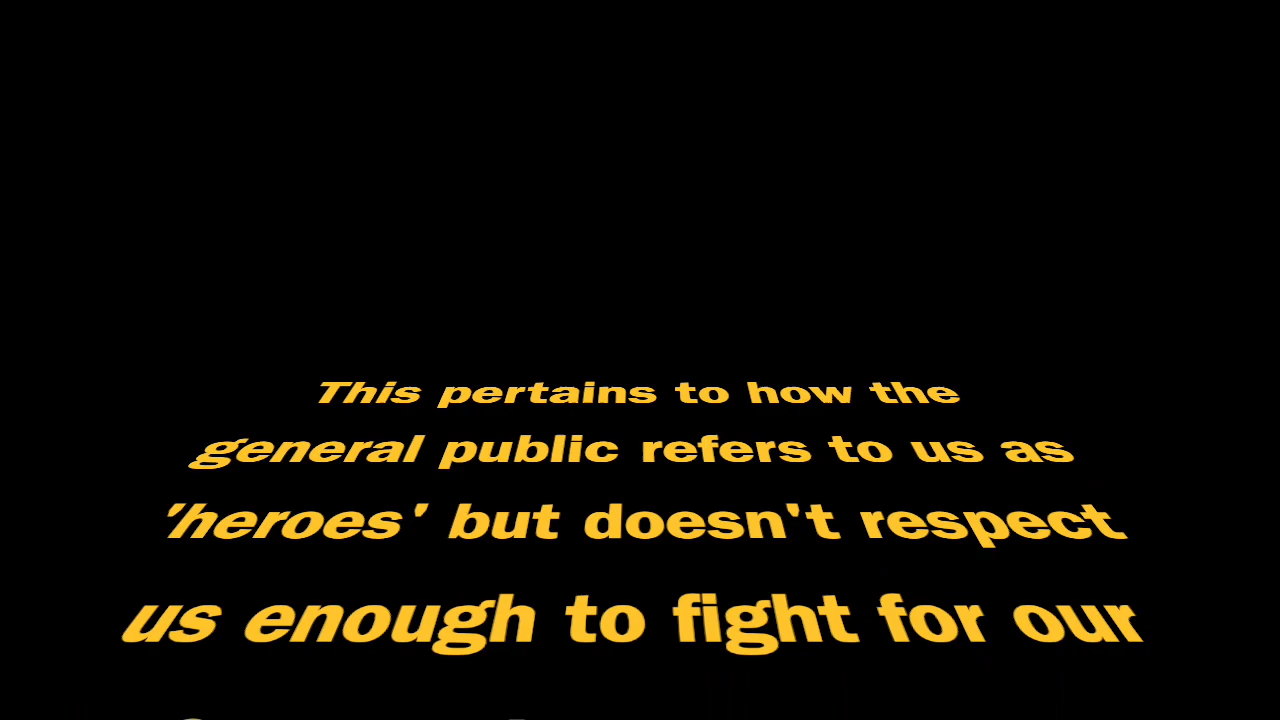 This pertains to how the
general public refers to us as
'heroes' but doesn't respect
us enough to fight for our